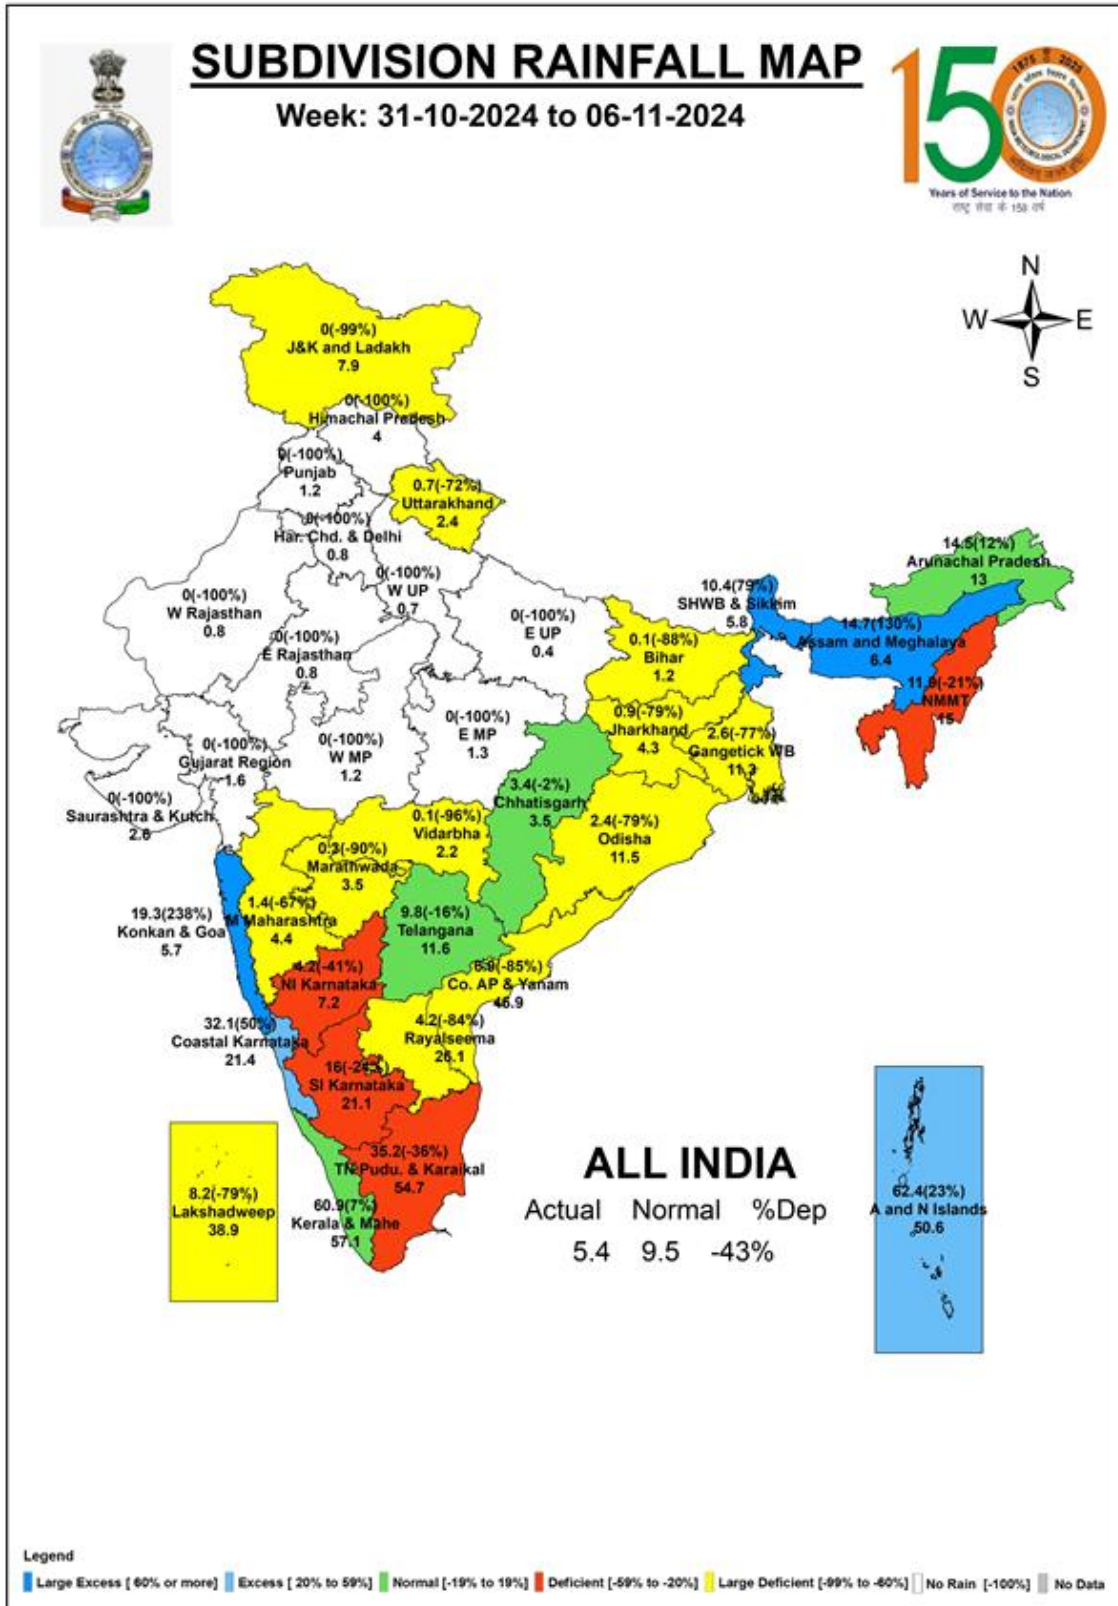 SUBDIVISION RAINFALL MAP
Week: 31-10-2024 to 06-11-2024
150
1875 2025
Years of Service to the Nation
राष्ट्र सेवा के 150 वर्ष
N
W E
S
0(-99%)
J&K and Ladakh
7.9
0(-100%)
Himachal Pradesh
4
0(-100%)
Punjab
1.2
0.7(-72%)
Uttarakhand
2.4
0(-100%)
Har. Chd. & Delhi
0.8
0(-100%)
W UP
0.7
0(-100%)
W Rajasthan
0.8
0(-100%)
E Rajasthan
0.8
0(-100%)
E UP
0.4
10.4(79%)
SHWB & Sikkim
5.8
14.5(12%)
Arunachal Pradesh
13
14.7(130%)
Assam and Meghalaya
6.4
11.9(-21%)
NMMT
15
0.1(-88%)
Bihar
1.2
0.9(-79%)
Jharkhand
4.3
2.6(-77%)
Gangetick WB
11.3
0(-100%)
Gujarat Region
1.6
0(-100%)
W MP
1.2
0(-100%)
E MP
1.3
0(-100%)
Saurashtra & Kutch
2.6
3.4(-2%)
Chhatisgarh
3.5
2.4(-79%)
Odisha
11.5
0.1(-96%)
Vidarbha
2.2
0.3(-90%)
Marathwada
3.5
1.4(-67%)
M Maharashtra
4.4
19.3(238%)
Konkan & Goa
5.7
9.8(-16%)
Telangana
11.6
6.9(-85%)
Co. AP & Yanam
45.9
4.2(-41%)
NI Karnataka
7.2
4.2(-84%)
Rayalseema
26.1
32.1(50%)
Coastal Karnataka
21.4
16(-24%)
SI Karnataka
21.1
35.2(-36%)
TN Pudu. & Karaikal
54.7
60.9(7%)
Kerala & Mahe
57.1
8.2(-79%)
Lakshadweep
38.9
62.4(23%)
A and N Islands
50.6
ALL INDIA
Actual Normal %Dep
5.4 9.5 -43%
Legend
Large Excess [ 60% or more] Excess [ 20% to 59%] Normal [-19% to 19%] Deficient [-59% to -20%] Large Deficient [-99% to -60%] No Rain [-100%] No Data